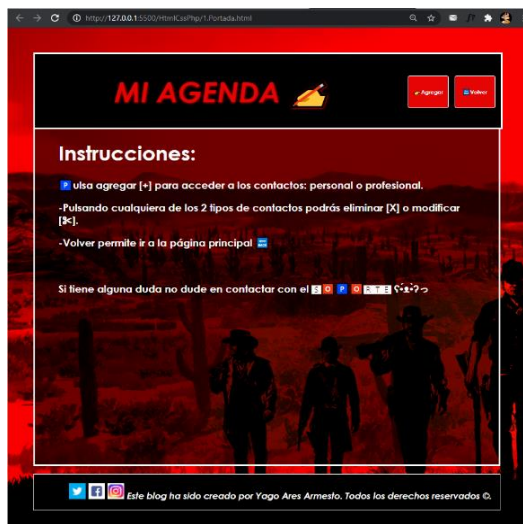 http://127.0.0.1:5500/HtmlCssPhp/1.Portada.html
MI AGENDA ✍
Agregar
🔙 Volver
Instrucciones:
🅿ulsa agregar [+] para acceder a los contactos: personal o profesional.
-Pulsando cualquiera de los 2 tipos de contactos podrás eliminar [X] o modificar
[✂].
-Volver permite ir a la página principal 🔙
Si tiene alguna duda no dude en contactar con el 🆂🅾🅿🅾🆁🆃🅴 ʕ•́ᴥ•̀ʔっ
Este blog ha sido creado por Yago Ares Armesto. Todos los derechos reservados ©.